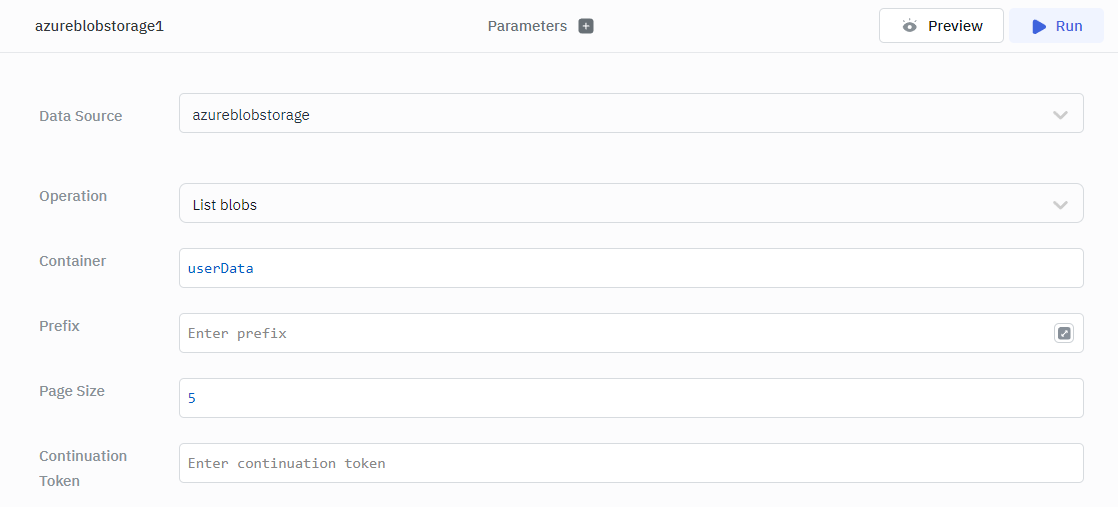 azureblobstorage1
Parameters
Preview
Run
Data Source
azureblobstorage
Operation
List blobs
Container
userData
Prefix
Enter prefix
Page Size
5
Continuation
Token
Enter continuation token